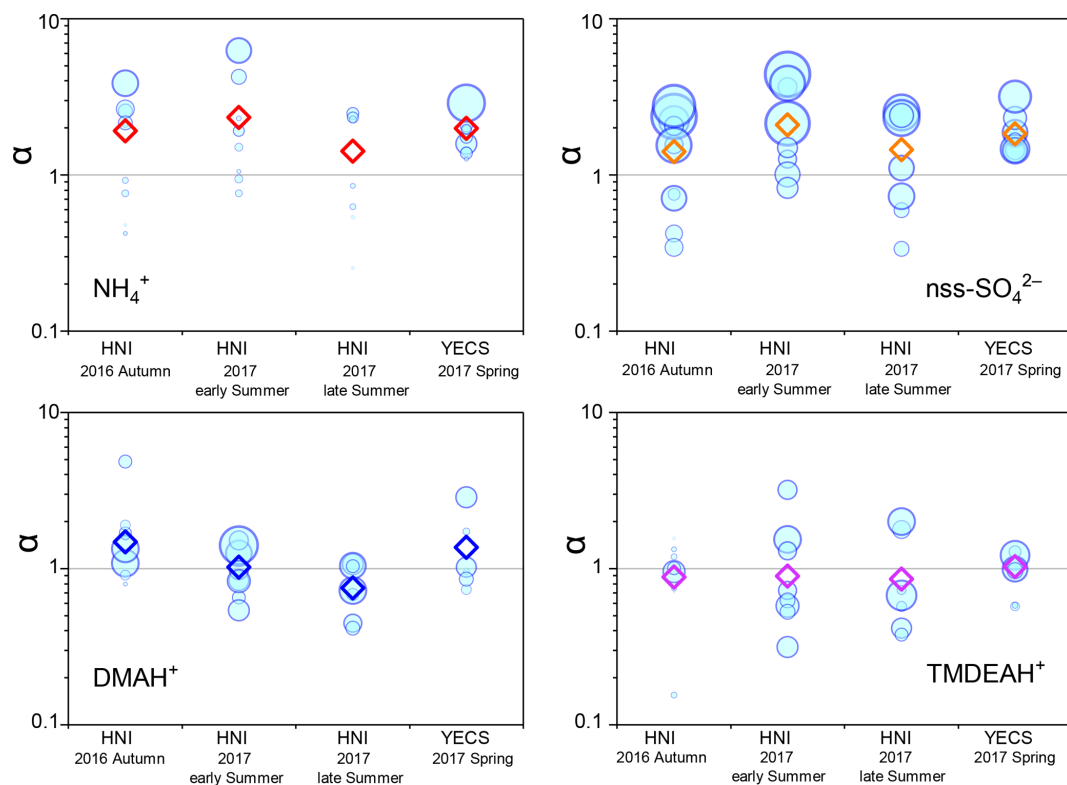 10
α
1
0.1
NH₄⁺
HNI
2016 Autumn
HNI
2017
early Summer
HNI
2017
late Summer
YECS
2017 Spring
10
α
1
0.1
nss-SO₄²⁻
HNI
2016 Autumn
HNI
2017
early Summer
HNI
2017
late Summer
YECS
2017 Spring
10
α
1
0.1
DMAH⁺
HNI
2016 Autumn
HNI
2017
early Summer
HNI
2017
late Summer
YECS
2017 Spring
10
α
1
0.1
TMDEAH⁺
HNI
2016 Autumn
HNI
2017
early Summer
HNI
2017
late Summer
YECS
2017 Spring